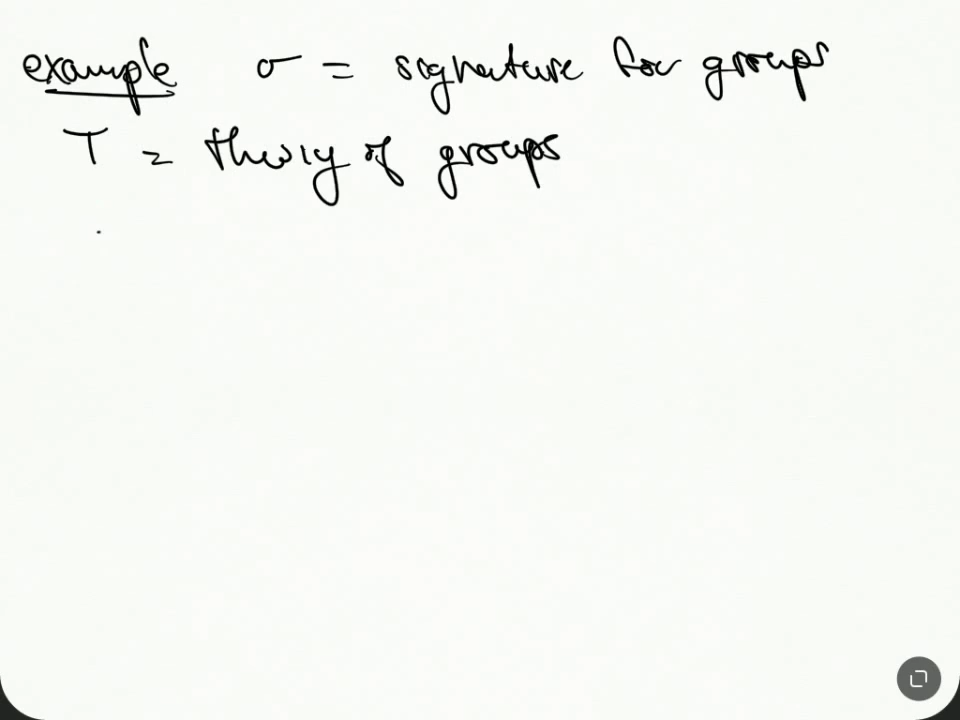 example σ = signature for groups
T = theory of groups